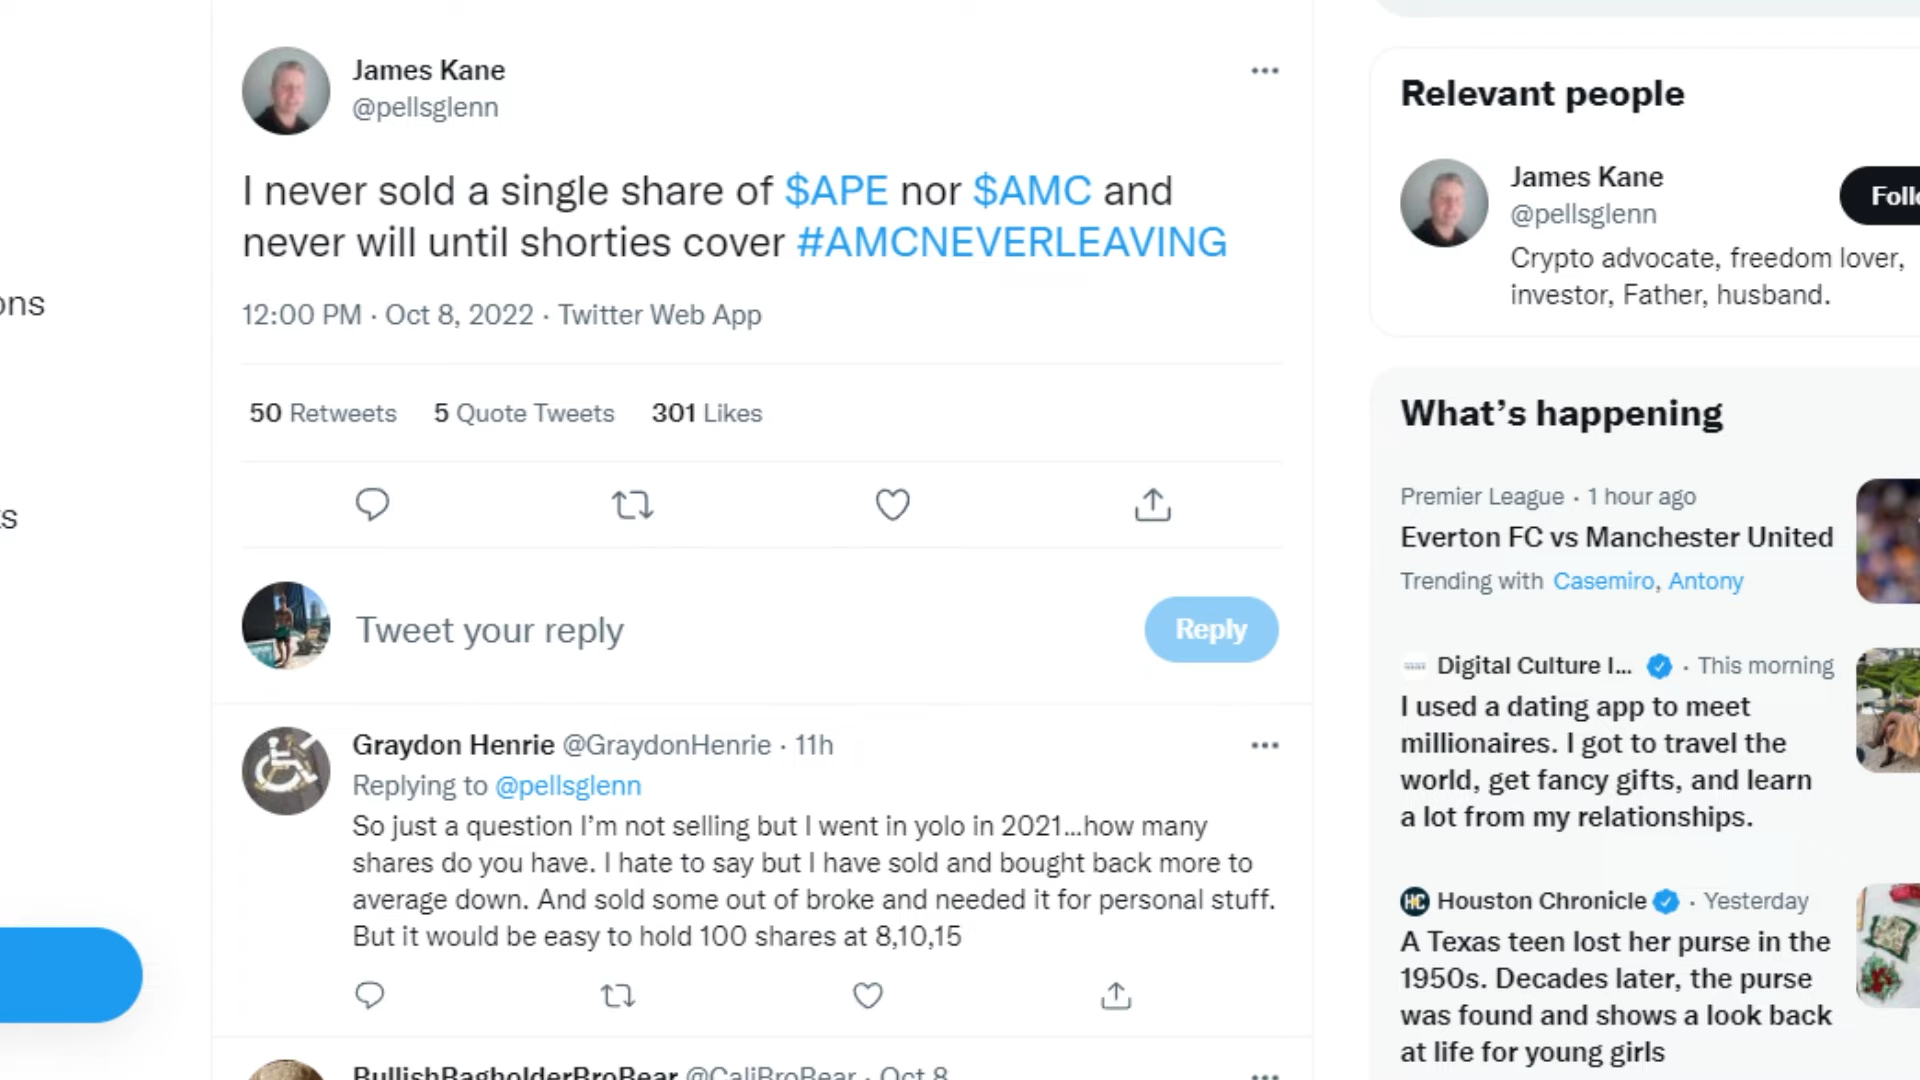 James Kane
@pellsglenn
I never sold a single share of $APE nor $AMC and
never will until shorties cover #AMCNEVERLEAVING
12:00 PM · Oct 8, 2022 · Twitter Web App
50 Retweets 5 Quote Tweets 301 Likes
Tweet your reply
Reply
Graydon Henrie @GraydonHenrie · 11h
Replying to @pellsglenn
So just a question I’m not selling but I went in yolo in 2021...how many
shares do you have. I hate to say but I have sold and bought back more to
average down. And sold some out of broke and needed it for personal stuff.
But it would be easy to hold 100 shares at 8,10,15
BullishBagholderBroBear @CaliBroBear · Oct 8
ons
ts
Relevant people
James Kane
@pellsglenn
Follo
Crypto advocate, freedom lover,
investor, Father, husband.
What’s happening
Premier League · 1 hour ago
Everton FC vs Manchester United
Trending with Casemiro, Antony
Digital Culture I... · This morning
I used a dating app to meet
millionaires. I got to travel the
world, get fancy gifts, and learn
a lot from my relationships.
HC Houston Chronicle · Yesterday
A Texas teen lost her purse in the
1950s. Decades later, the purse
was found and shows a look back
at life for young girls